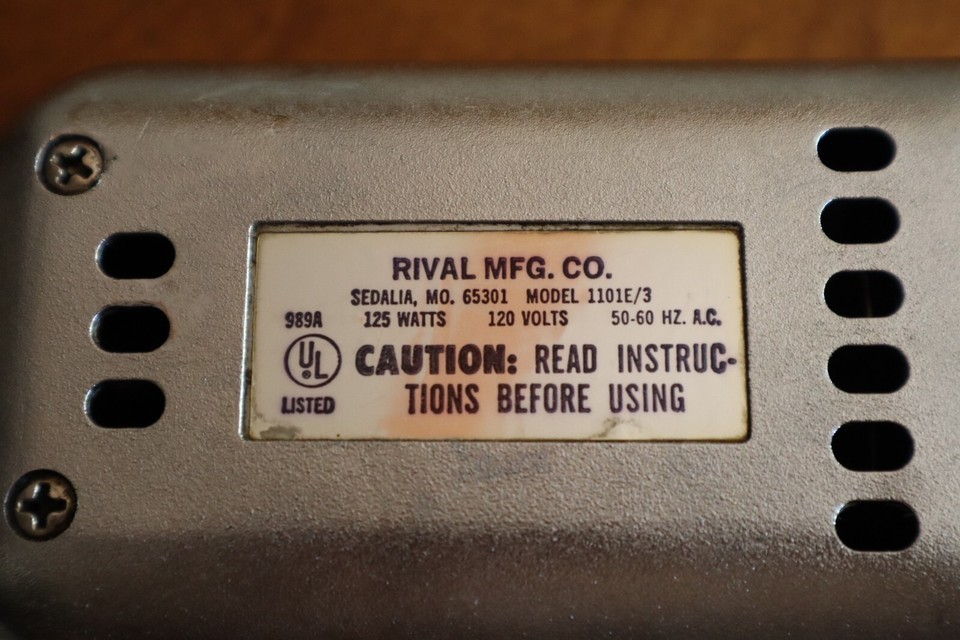 RIVAL MFG. CO.
SEDALIA, MO. 65301 MODEL 1101E/3
989A 125 WATTS 120 VOLTS 50-60 HZ. A.C.
UL CAUTION: READ INSTRUC-
LISTED TIONS BEFORE USING